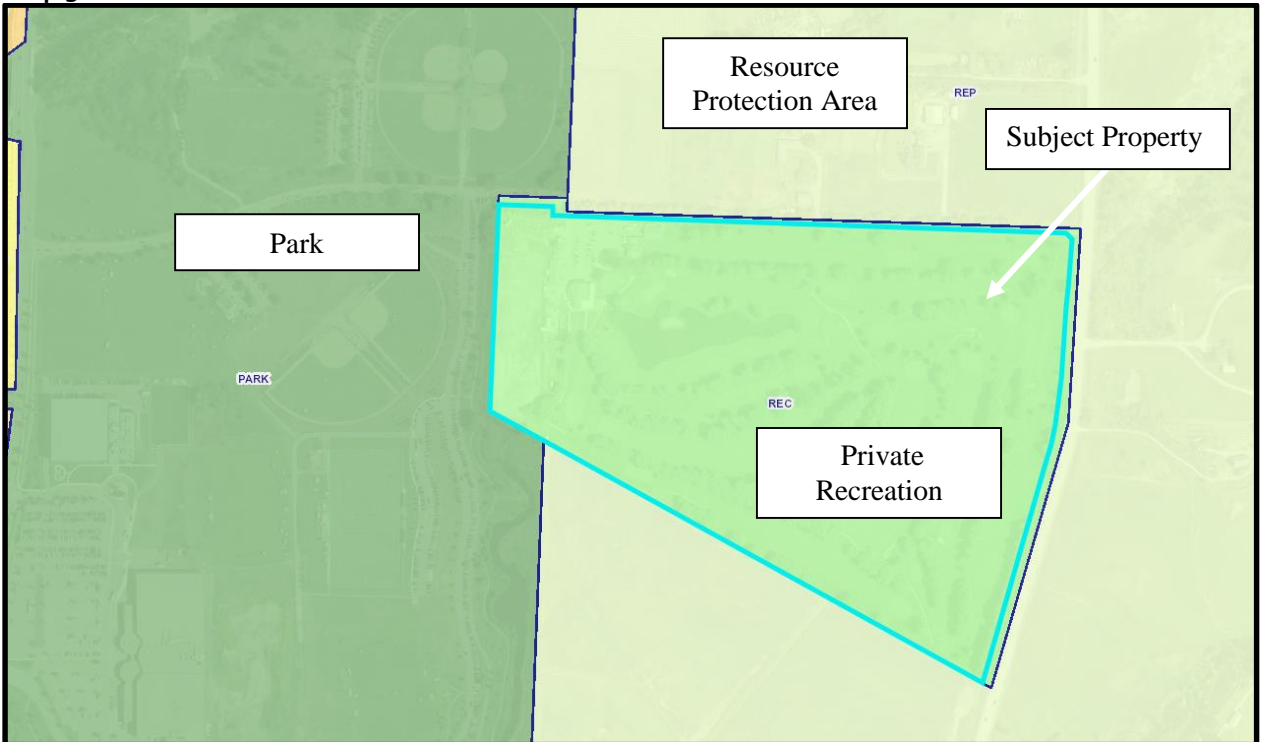 Resource
Protection Area
REP
Subject Property
Park
PARK
REC
Private
Recreation